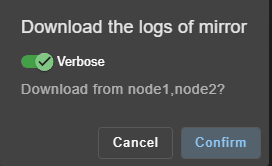 Download the logs of mirror
Verbose
Download from node1,node2?
Cancel Confirm